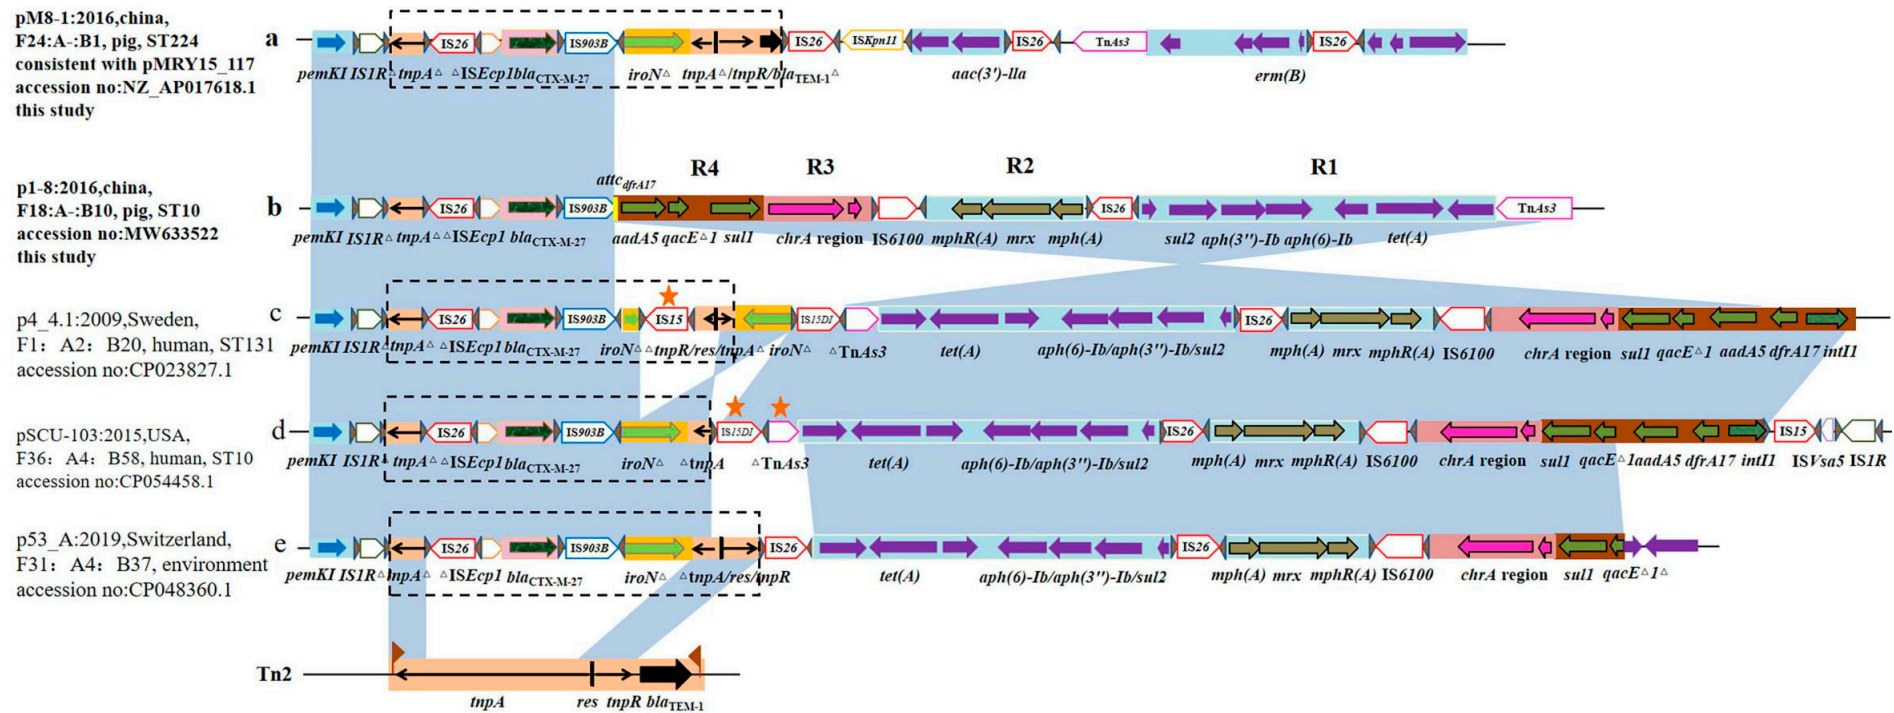 pM8-1:2016,china,
F24:A-:B1, pig, ST224
consistent with pMRY15_117
accession no:NZ_AP017618.1
this study
a
IS26 IS903B IS26 ISKpn11 IS26 TnAs3 IS26
pemKI IS1R△ tnpA△ △ISEcp1 blaCTX-M-27 iroN△ tnpA△/tnpR/blaTEM-1△ aac(3')-lla erm(B)
R4 R3 R2 R1
attcdfrA17
p1-8:2016,china,
F18:A-:B10, pig, ST10
accession no:MW633522
this study
b
IS26 IS903B IS26 TnAs3
pemKI IS1R△ tnpA△ △ISEcp1 blaCTX-M-27 aadA5 qacE△1 sul1 chrA region IS6100 mphR(A) mrx mph(A) sul2 aph(3'')-Ib aph(6)-Ib tet(A)
p4_4.1:2009,Sweden,
F1: A2: B20, human, ST131
accession no:CP023827.1
c
IS26 IS903B IS15 IS15DI IS26
pemKI IS1R△ tnpA△ △ISEcp1 blaCTX-M-27 iroN△ △tnpR/res/tnpA△ iroN△ △TnAs3 tet(A) aph(6)-Ib/aph(3'')-Ib/sul2 mph(A) mrx mphR(A) IS6100 chrA region sul1 qacE△1 aadA5 dfrA17 intI1
pSCU-103:2015,USA,
F36: A4: B58, human, ST10
accession no:CP054458.1
d
IS26 IS903B IS15DI IS26 IS15
pemKI IS1R△ tnpA△ △ISEcp1 blaCTX-M-27 iroN△ △tnpA △TnAs3 tet(A) aph(6)-Ib/aph(3'')-Ib/sul2 mph(A) mrx mphR(A) IS6100 chrA region sul1 qacE△1aadA5 dfrA17 intI1 ISVsa5 IS1R
p53_A:2019,Switzerland,
F31: A4: B37, environment
accession no:CP048360.1
e
IS26 IS903B IS26 IS26
pemKI IS1R△tnpA△ △ISEcp1 blaCTX-M-27 iroN△ △tnpA/res/tnpR tet(A) aph(6)-Ib/aph(3'')-Ib/sul2 mph(A) mrx mphR(A) IS6100 chrA region sul1 qacE△1△
Tn2
tnpA res tnpR blaTEM-1